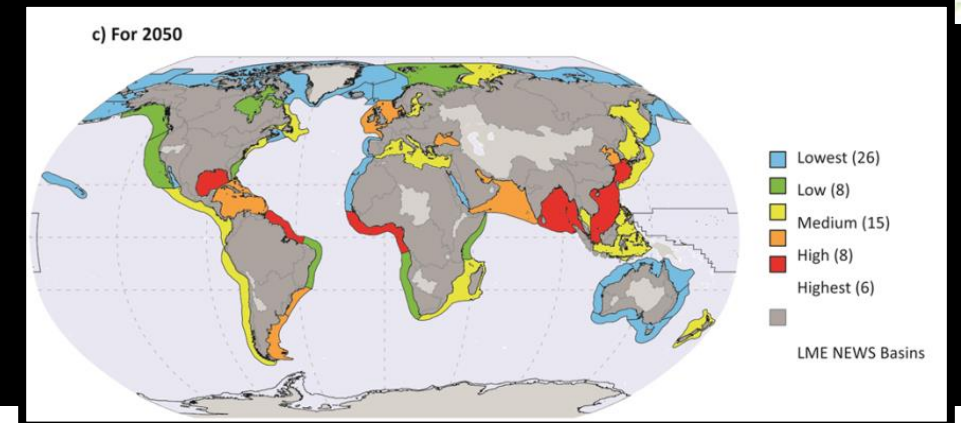 c) For 2050
Lowest (26)
Low (8)
Medium (15)
High (8)
Highest (6)
LME NEWS Basins